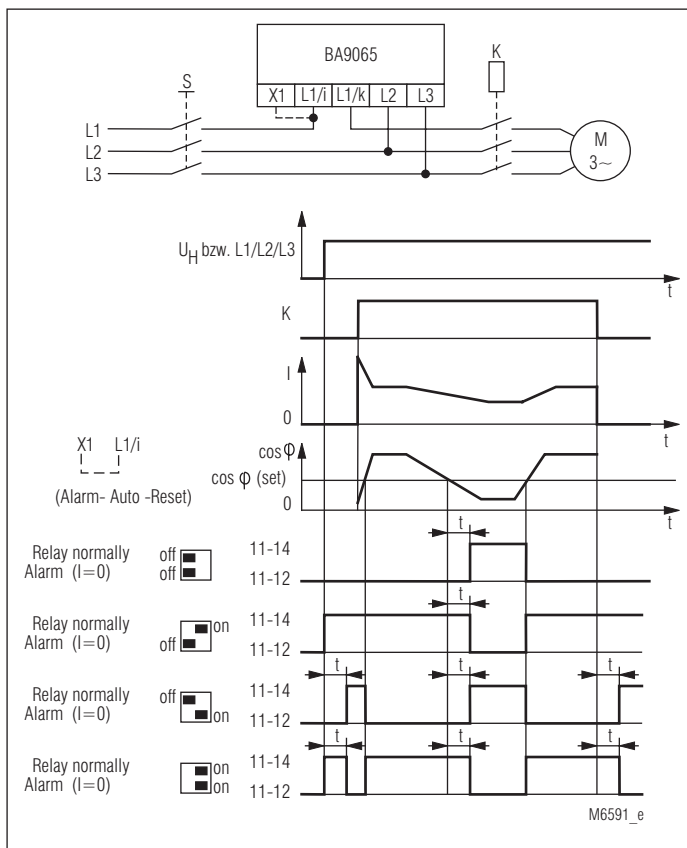 BA9065
X1 L1/i L1/k L2 L3
S
K
L1
L2
L3
M
3~
UH bzw. L1/L2/L3
t
K
I
0
t
X1 L1/i
(Alarm- Auto -Reset)
cos φ
cos φ (set)
0
t
Relay normally off
Alarm (I=0) off
11-14
11-12
t
Relay normally on
Alarm (I=0) off
11-14
11-12
t
Relay normally off
Alarm (I=0) on
11-14
11-12
t t t
Relay normally on
Alarm (I=0) on
11-14
11-12
t t t
M6591_e